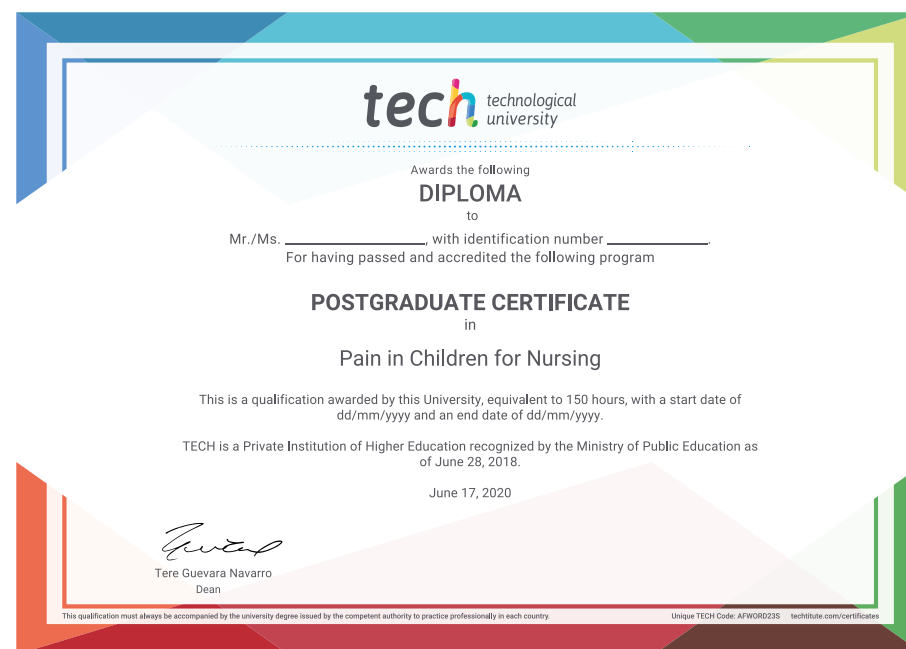 tech technological
university
Awards the following
DIPLOMA
to
Mr./Ms. ____________________, with identification number ______________.
For having passed and accredited the following program
POSTGRADUATE CERTIFICATE
in
Pain in Children for Nursing
This is a qualification awarded by this University, equivalent to 150 hours, with a start date of
dd/mm/yyyy and an end date of dd/mm/yyyy.
TECH is a Private Institution of Higher Education recognized by the Ministry of Public Education as
of June 28, 2018.
June 17, 2020
Tere Guevara Navarro
Dean
This qualification must always be accompanied by the university degree issued by the competent authority to practice professionally in each country. Unique TECH Code: AFWORD23S techtitute.com/certificates